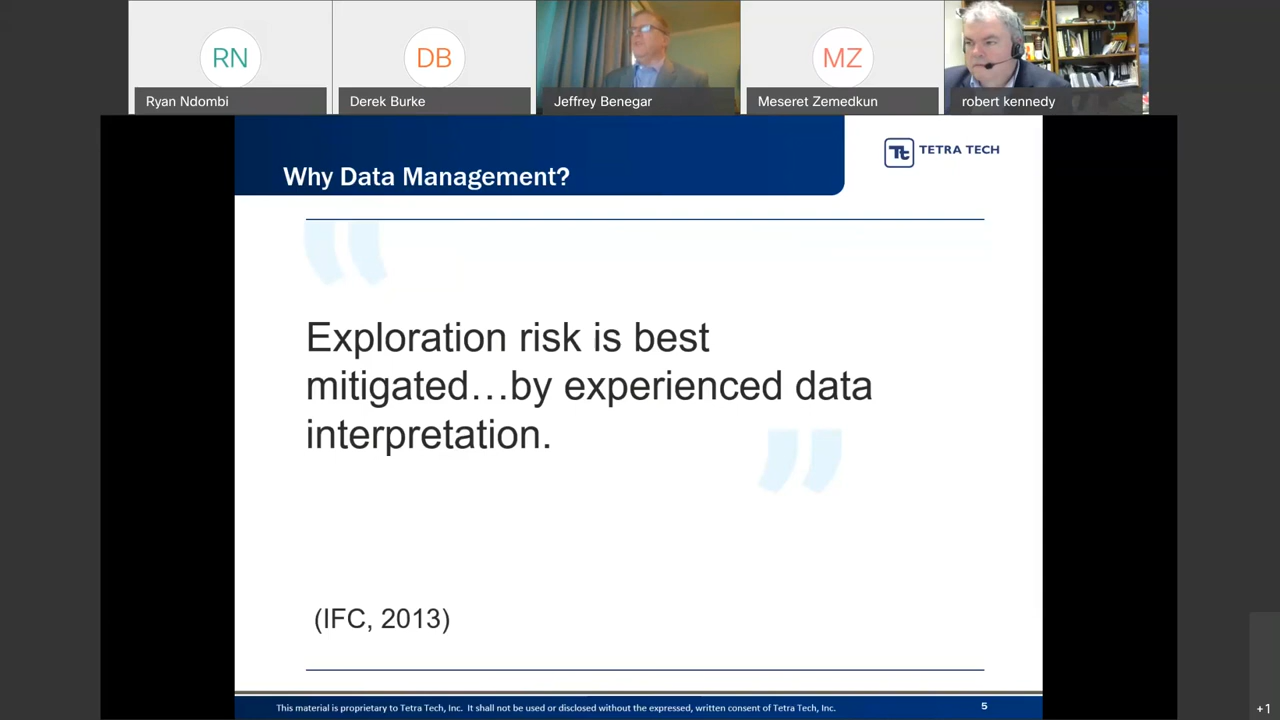 RN
Ryan Ndombi
DB
Derek Burke
Jeffrey Benegar
MZ
Meseret Zemedkun
robert kennedy
Why Data Management?
Tt TETRA TECH
“
Exploration risk is best
mitigated…by experienced data
interpretation.
”
(IFC, 2013)
This material is proprietary to Tetra Tech, Inc. It shall not be used or disclosed without the expressed, written consent of Tetra Tech, Inc.
5
+1